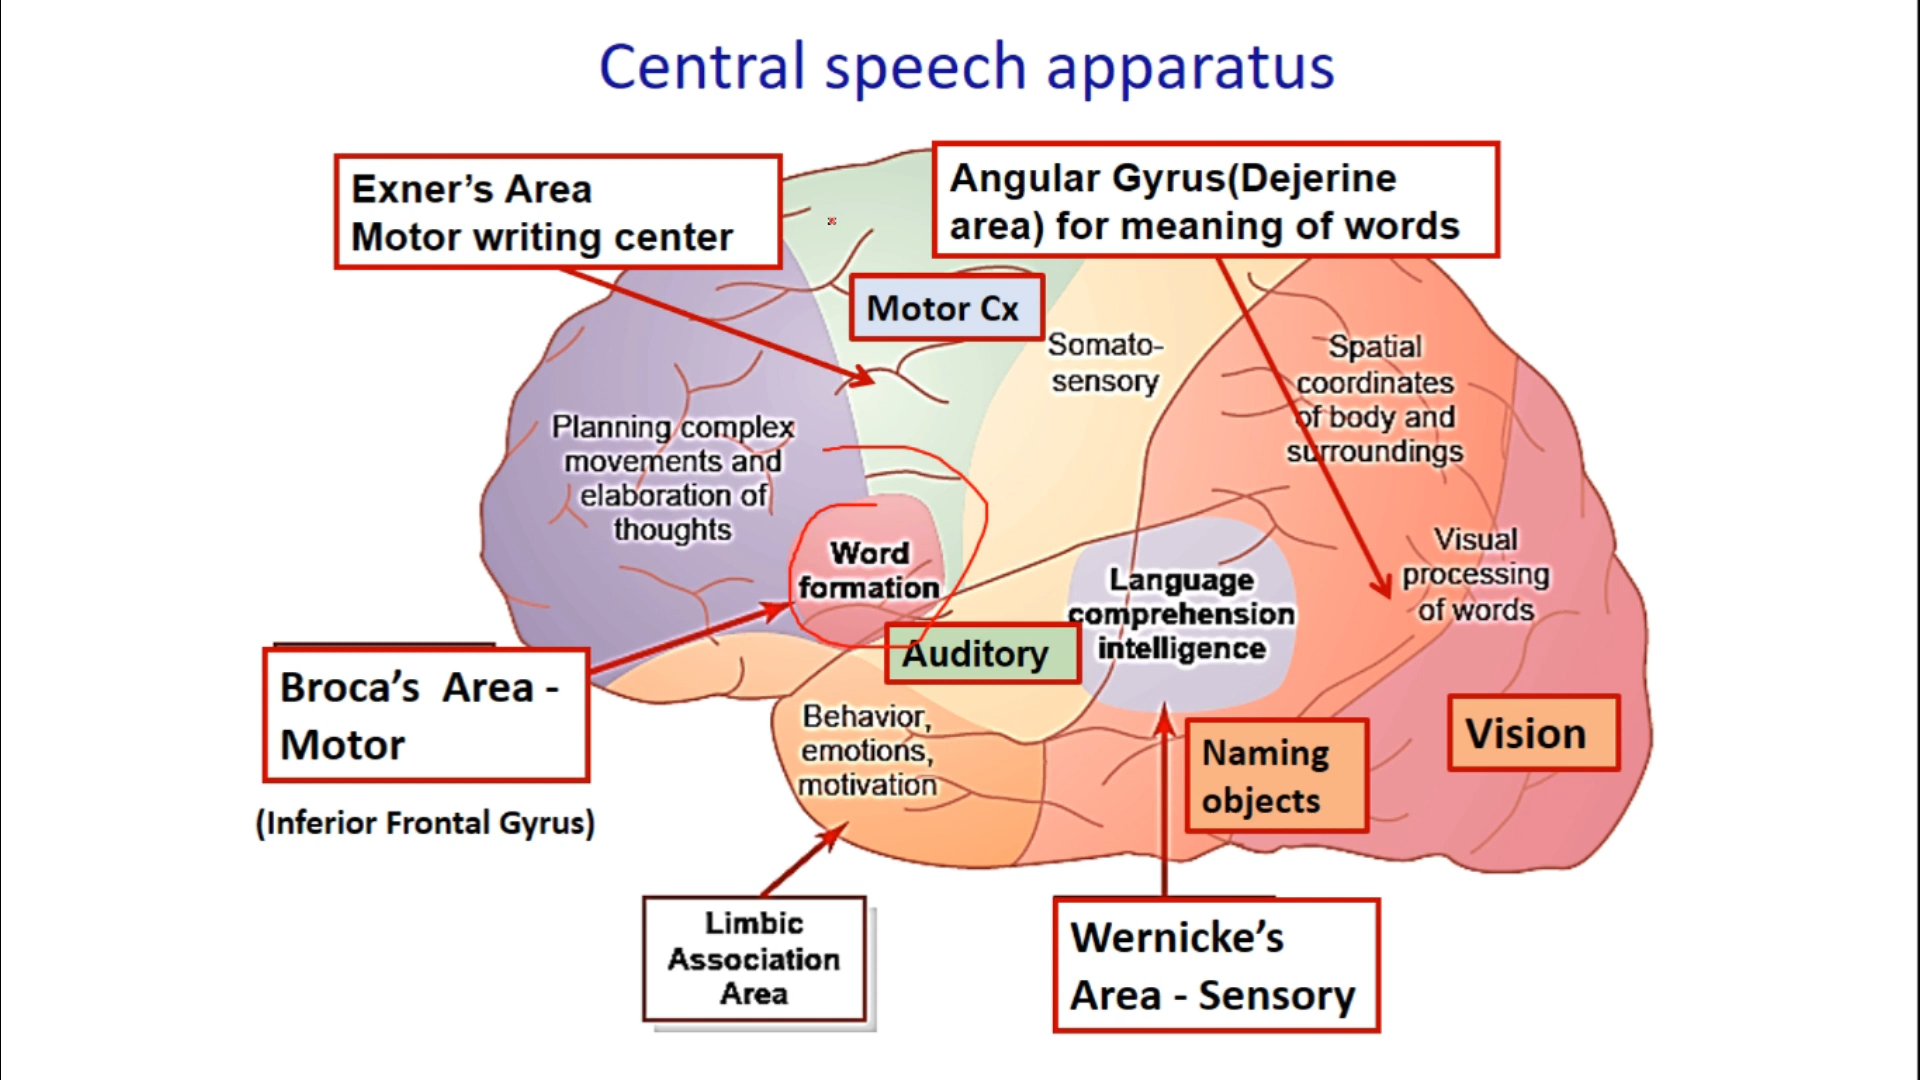 Central speech apparatus
Exner’s Area
Motor writing center
Angular Gyrus(Dejerine
area) for meaning of words
Motor Cx
Somato-
sensory
Spatial
coordinates
of body and
surroundings
Planning complex
movements and
elaboration of
thoughts
Word
formation
Visual
processing
of words
Language
comprehension
intelligence
Auditory
Broca’s  Area -
Motor
(Inferior Frontal Gyrus)
Behavior,
emotions,
motivation
Naming
objects
Vision
Limbic
Association
Area
Wernicke’s
Area - Sensory